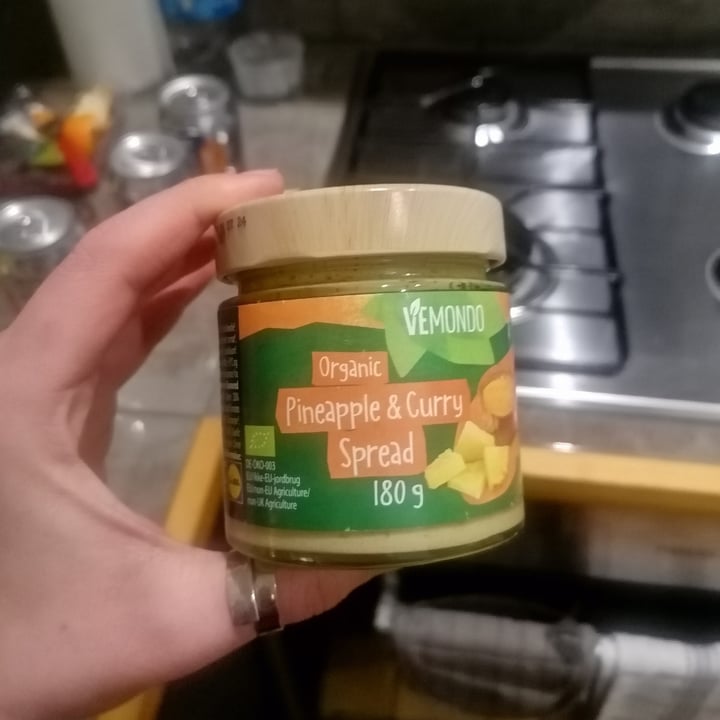 VEMONDO
Organic
Pineapple & Curry
Spread
180 g
DE-ÖKO-003
EU/ikke-EU-jordbrug
EU/non-EU Agriculture/
non-UK Agriculture